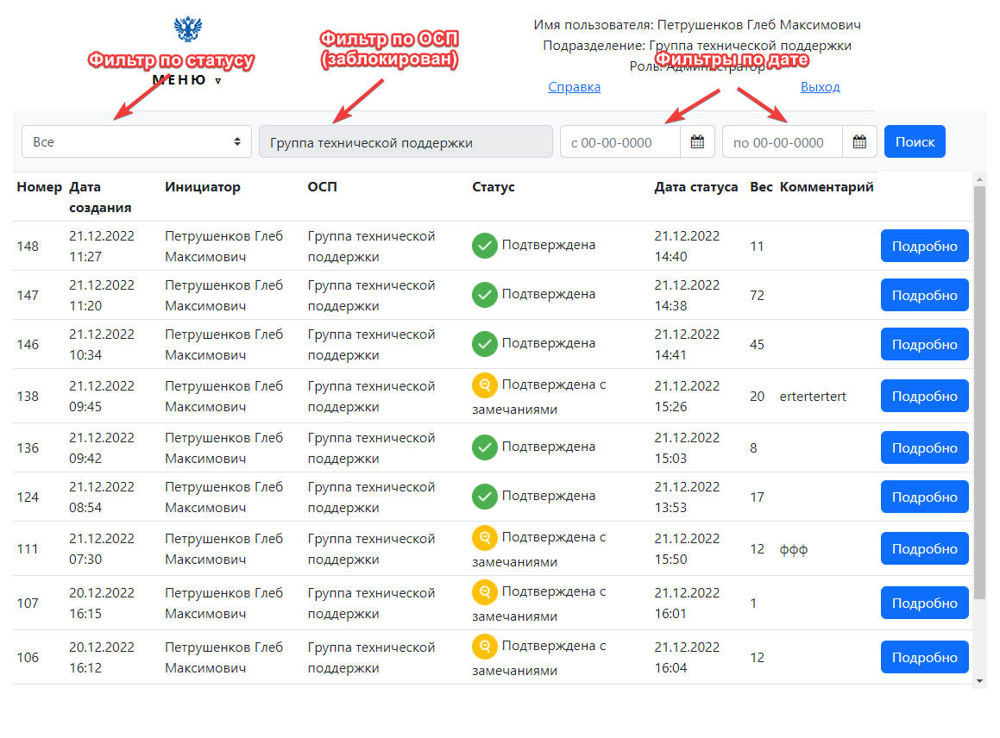 Имя пользователя: Петрушенков Глеб Максимович
Подразделение: Группа технической поддержки
Роль: Администратор
Справка Выход
МЕНЮ ▿
Фильтр по статусу
Фильтр по ОСП
(заблокирован)
Фильтры по дате
Все Группа технической поддержки с 00-00-0000 по 00-00-0000 Поиск
Номер Дата Инициатор ОСП Статус Дата статуса Вес Комментарий
создания
148 21.12.2022 Петрушенков Глеб Группа технической Подтверждена 21.12.2022 11 Подробно
11:27 Максимович поддержки 14:40
147 21.12.2022 Петрушенков Глеб Группа технической Подтверждена 21.12.2022 72 Подробно
11:20 Максимович поддержки 14:38
146 21.12.2022 Петрушенков Глеб Группа технической Подтверждена 21.12.2022 45 Подробно
10:34 Максимович поддержки 14:41
138 21.12.2022 Петрушенков Глеб Группа технической Подтверждена с 21.12.2022 20 ertertertert Подробно
09:45 Максимович поддержки замечаниями 15:26
136 21.12.2022 Петрушенков Глеб Группа технической Подтверждена 21.12.2022 8 Подробно
09:42 Максимович поддержки 15:03
124 21.12.2022 Петрушенков Глеб Группа технической Подтверждена 21.12.2022 17 Подробно
08:54 Максимович поддержки 13:53
111 21.12.2022 Петрушенков Глеб Группа технической Подтверждена с 21.12.2022 12 ффф Подробно
07:30 Максимович поддержки замечаниями 15:50
107 20.12.2022 Петрушенков Глеб Группа технической Подтверждена с 21.12.2022 1 Подробно
16:15 Максимович поддержки замечаниями 16:01
106 20.12.2022 Петрушенков Глеб Группа технической Подтверждена с 21.12.2022 12 Подробно
16:12 Максимович поддержки замечаниями 16:04